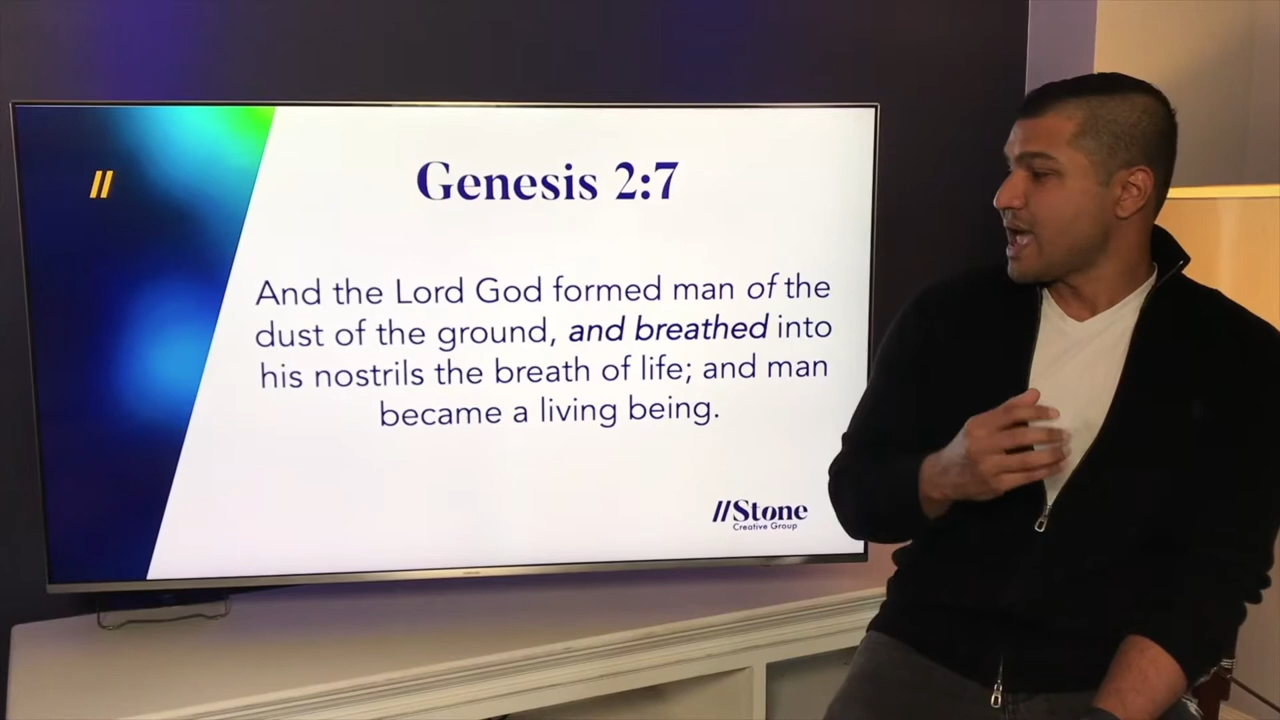 //
Genesis 2:7
And the Lord God formed man of the
dust of the ground, and breathed into
his nostrils the breath of life; and man
became a living being.
//Stone
Creative Group